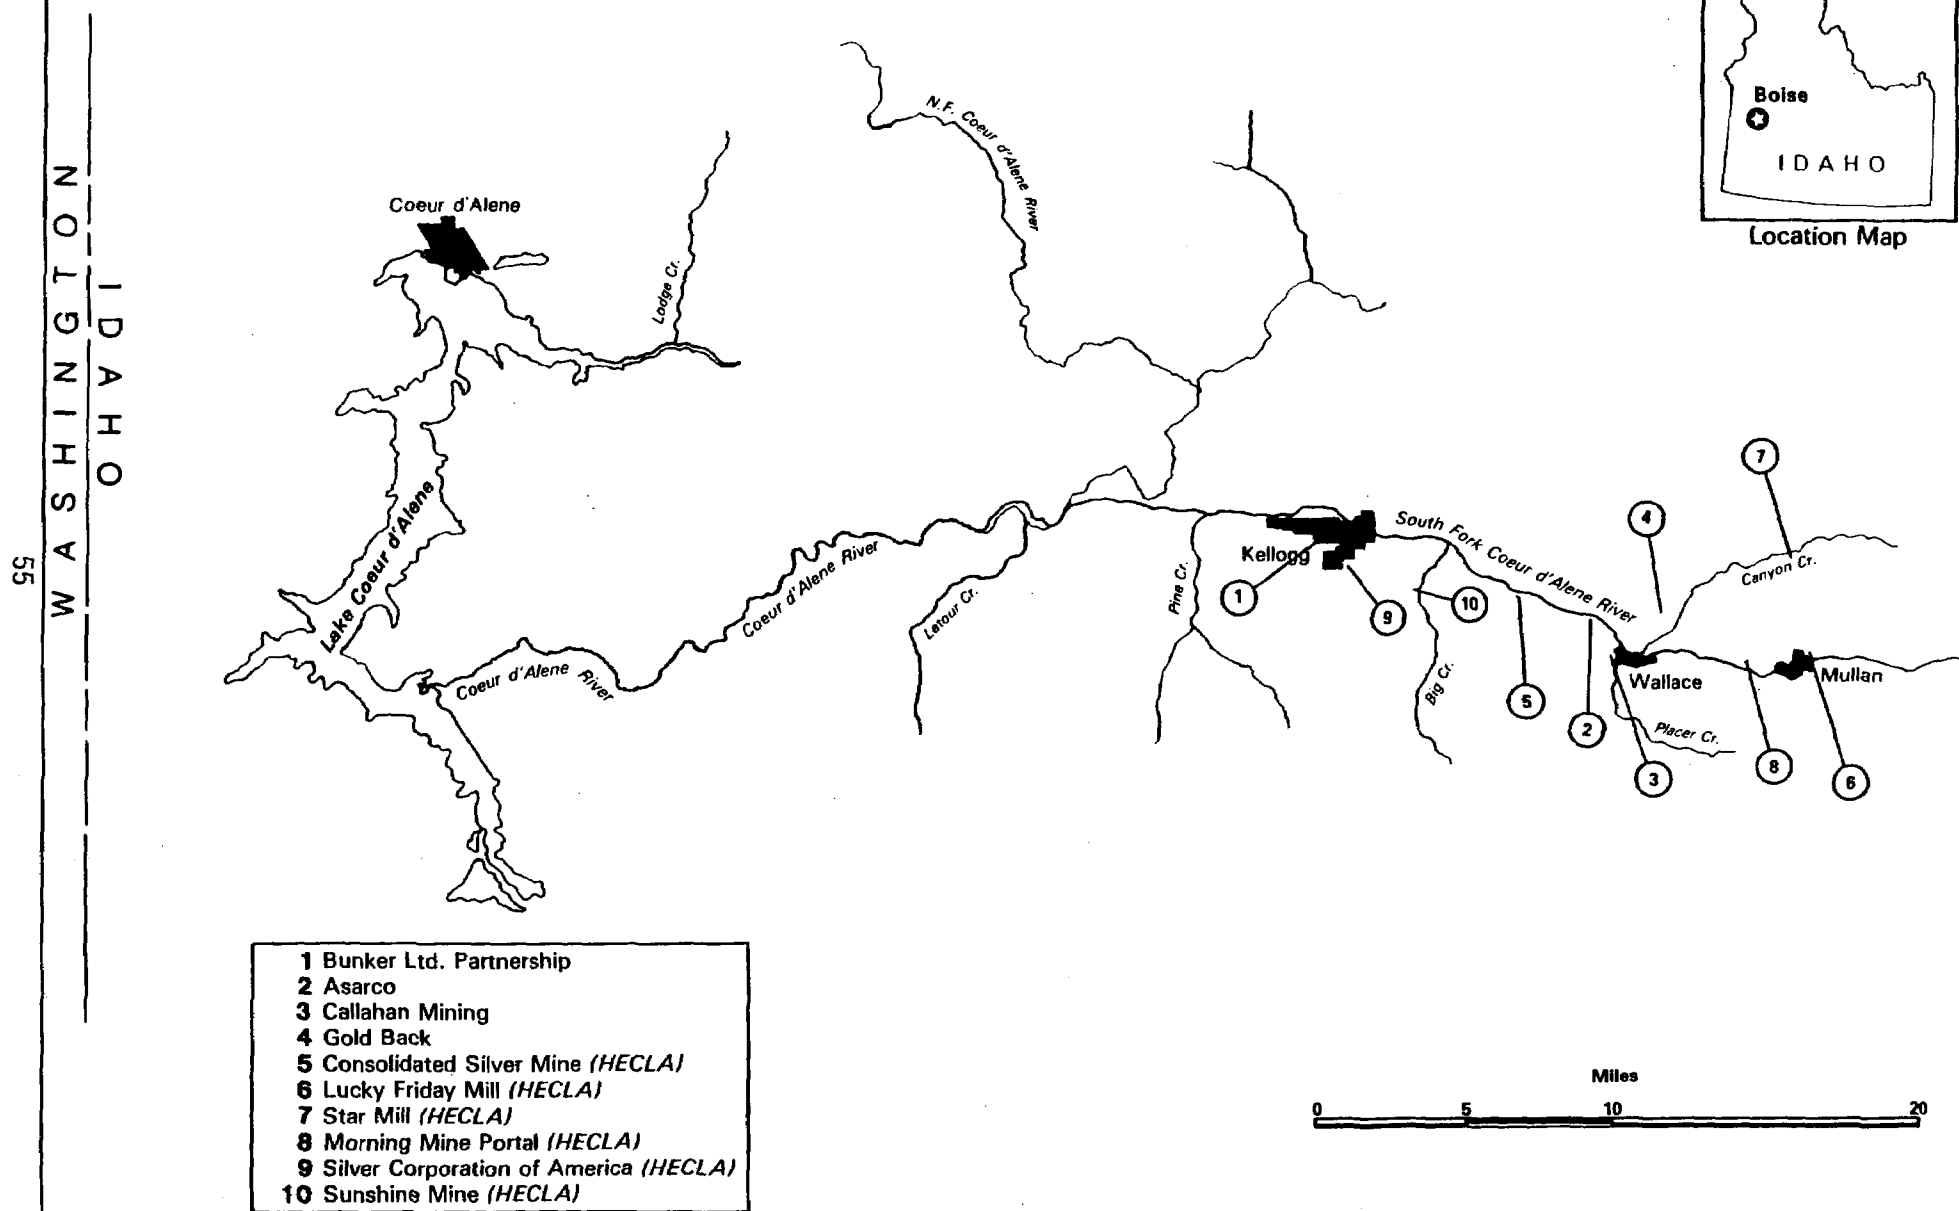 WASHINGTON
IDAHO
55
Boise
IDAHO
Location Map
Coeur d'Alene
Lodge Cr.
N.F. Coeur d'Alene River
Lake Coeur d'Alene
Coeur d'Alene River
Coeur d'Alene River
Latour Cr.
Pine Cr.
Kellogg
South Fork Coeur d'Alene River
Big Cr.
Canyon Cr.
Wallace
Placer Cr.
Mullan
7
4
1
9
10
5
2
3
8
6
1 Bunker Ltd. Partnership
2 Asarco
3 Callahan Mining
4 Gold Back
5 Consolidated Silver Mine (HECLA)
6 Lucky Friday Mill (HECLA)
7 Star Mill (HECLA)
8 Morning Mine Portal (HECLA)
9 Silver Corporation of America (HECLA)
10 Sunshine Mine (HECLA)
Miles
0 5 10 20